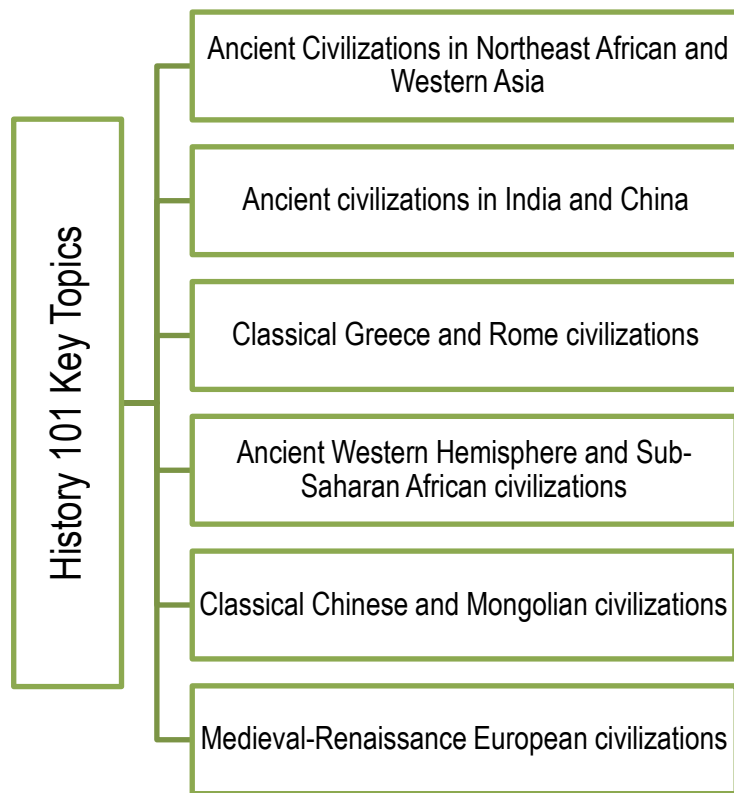 History 101 Key Topics
Ancient Civilizations in Northeast African and
Western Asia
Ancient civilizations in India and China
Classical Greece and Rome civilizations
Ancient Western Hemisphere and Sub-
Saharan African civilizations
Classical Chinese and Mongolian civilizations
Medieval-Renaissance European civilizations